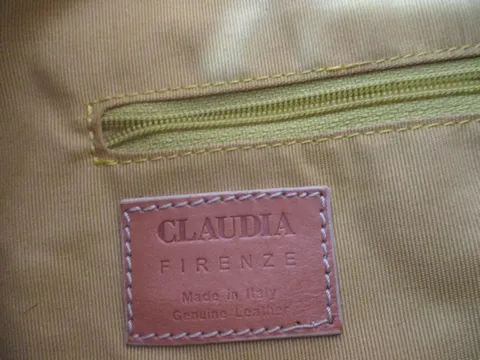 CLAUDIA
FIRENZE
Made in Italy
Genuine Leather